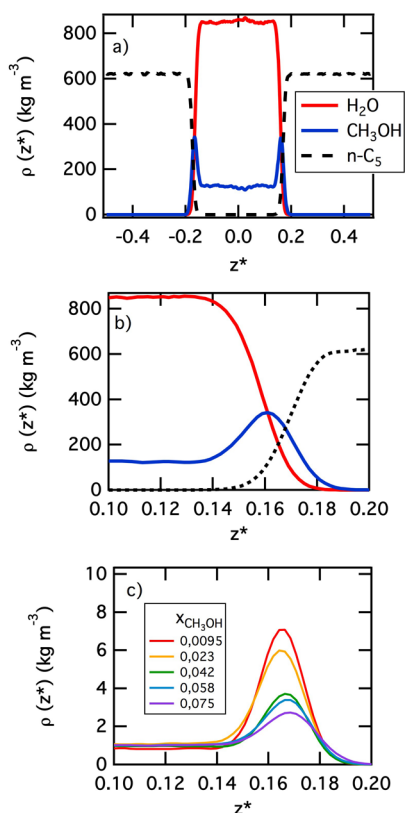 a)
800
600
400
200
0
ρ (z*) (kg m⁻³)
H₂O
CH₃OH
n-C₅
-0.4
-0.2
0.0
0.2
0.4
z*
b)
800
600
400
200
0
ρ (z*) (kg m⁻³)
0.10
0.12
0.14
0.16
0.18
0.20
z*
c)
10
8
6
4
2
0
ρ (z*) (kg m⁻³)
xCH₃OH
0,0095
0,023
0,042
0,058
0,075
0.10
0.12
0.14
0.16
0.18
0.20
z*